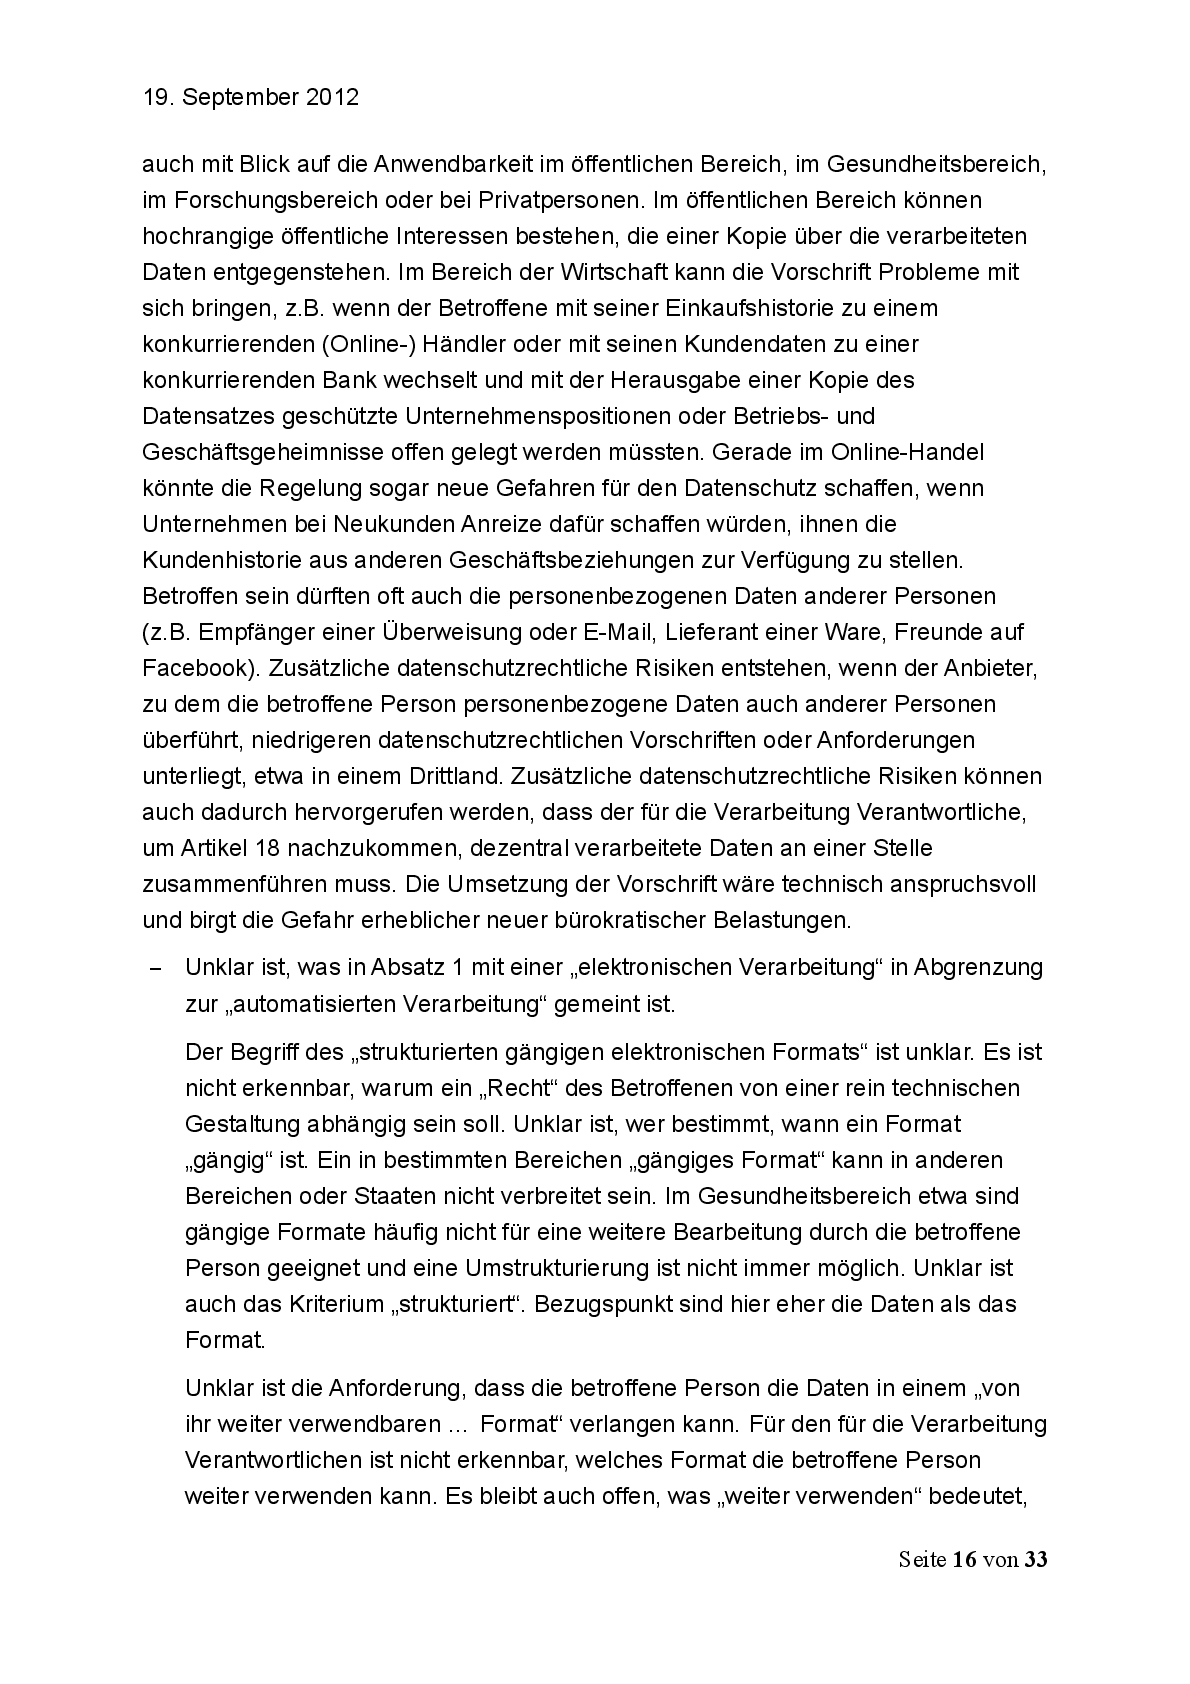 19. September 2012
auch mit Blick auf die Anwendbarkeit im öffentlichen Bereich, im Gesundheitsbereich,
im Forschungsbereich oder bei Privatpersonen. Im öffentlichen Bereich können
hochrangige öffentliche Interessen bestehen, die einer Kopie über die verarbeiteten
Daten entgegenstehen. Im Bereich der Wirtschaft kann die Vorschrift Probleme mit
sich bringen, z.B. wenn der Betroffene mit seiner Einkaufshistorie zu einem
konkurrierenden (Online-) Händler oder mit seinen Kundendaten zu einer
konkurrierenden Bank wechselt und mit der Herausgabe einer Kopie des
Datensatzes geschützte Unternehmenspositionen oder Betriebs- und
Geschäftsgeheimnisse offen gelegt werden müssten. Gerade im Online-Handel
könnte die Regelung sogar neue Gefahren für den Datenschutz schaffen, wenn
Unternehmen bei Neukunden Anreize dafür schaffen würden, ihnen die
Kundenhistorie aus anderen Geschäftsbeziehungen zur Verfügung zu stellen.
Betroffen sein dürften oft auch die personenbezogenen Daten anderer Personen
(z.B. Empfänger einer Überweisung oder E-Mail, Lieferant einer Ware, Freunde auf
Facebook). Zusätzliche datenschutzrechtliche Risiken entstehen, wenn der Anbieter,
zu dem die betroffene Person personenbezogene Daten auch anderer Personen
überführt, niedrigeren datenschutzrechtlichen Vorschriften oder Anforderungen
unterliegt, etwa in einem Drittland. Zusätzliche datenschutzrechtliche Risiken können
auch dadurch hervorgerufen werden, dass der für die Verarbeitung Verantwortliche,
um Artikel 18 nachzukommen, dezentral verarbeitete Daten an einer Stelle
zusammenführen muss. Die Umsetzung der Vorschrift wäre technisch anspruchsvoll
und birgt die Gefahr erheblicher neuer bürokratischer Belastungen.
– Unklar ist, was in Absatz 1 mit einer „elektronischen Verarbeitung“ in Abgrenzung
zur „automatisierten Verarbeitung“ gemeint ist.
Der Begriff des „strukturierten gängigen elektronischen Formats“ ist unklar. Es ist
nicht erkennbar, warum ein „Recht“ des Betroffenen von einer rein technischen
Gestaltung abhängig sein soll. Unklar ist, wer bestimmt, wann ein Format
„gängig“ ist. Ein in bestimmten Bereichen „gängiges Format“ kann in anderen
Bereichen oder Staaten nicht verbreitet sein. Im Gesundheitsbereich etwa sind
gängige Formate häufig nicht für eine weitere Bearbeitung durch die betroffene
Person geeignet und eine Umstrukturierung ist nicht immer möglich. Unklar ist
auch das Kriterium „strukturiert“. Bezugspunkt sind hier eher die Daten als das
Format.
Unklar ist die Anforderung, dass die betroffene Person die Daten in einem „von
ihr weiter verwendbaren … Format“ verlangen kann. Für den für die Verarbeitung
Verantwortlichen ist nicht erkennbar, welches Format die betroffene Person
weiter verwenden kann. Es bleibt auch offen, was „weiter verwenden“ bedeutet,
Seite 16 von 33